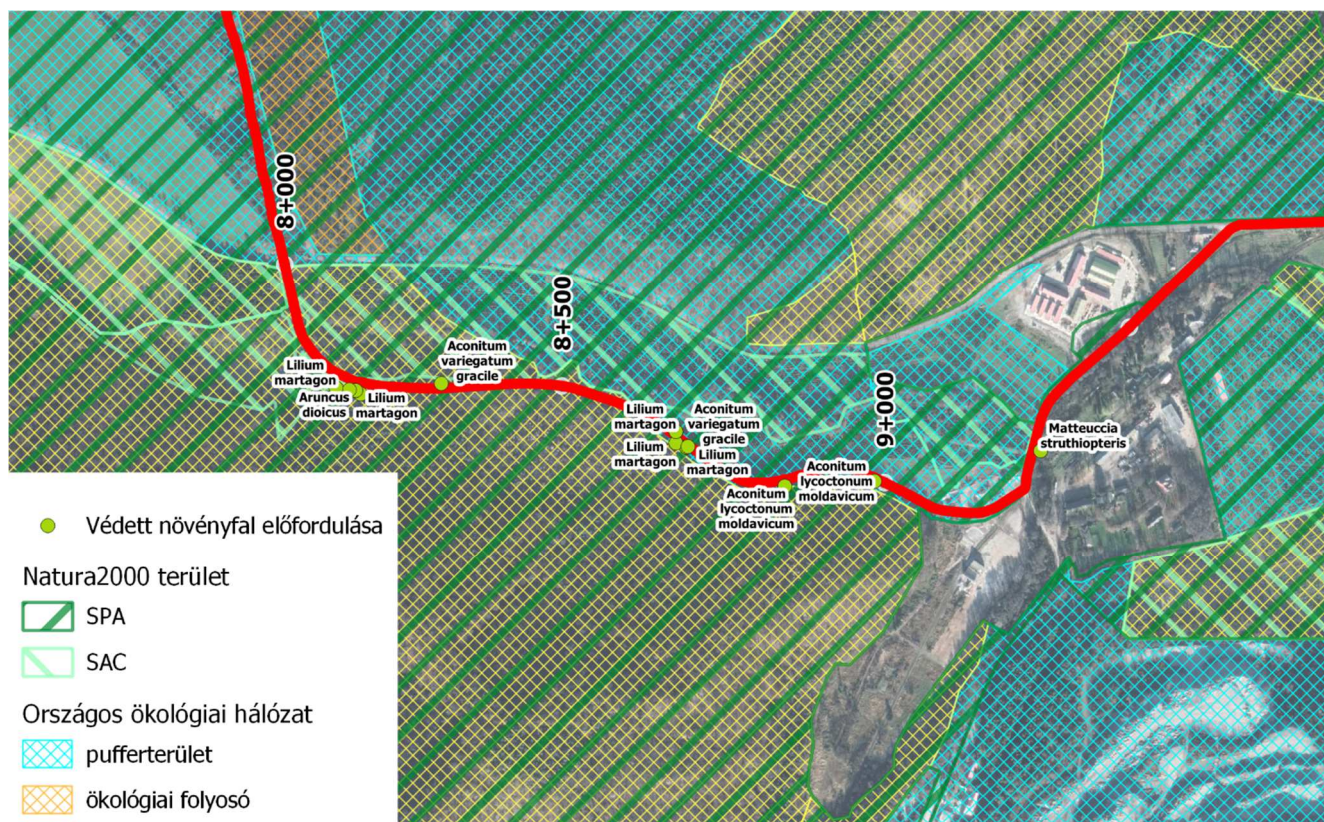 8+000
8+500
9+000
Lilium
martagon
Aruncus
dioicus
Lilium
martagon
Aconitum
variegatum
gracile
Lilium
martagon
Lilium
martagon
Aconitum
variegatum
gracile
Lilium
martagon
Aconitum
lycoctonum
moldavicum
Aconitum
lycoctonum
moldavicum
Matteuccia
struthiopteris
Védett növényfal előfordulása
Natura2000 terület
SPA
SAC
Országos ökológiai hálózat
pufferterület
ökológiai folyosó